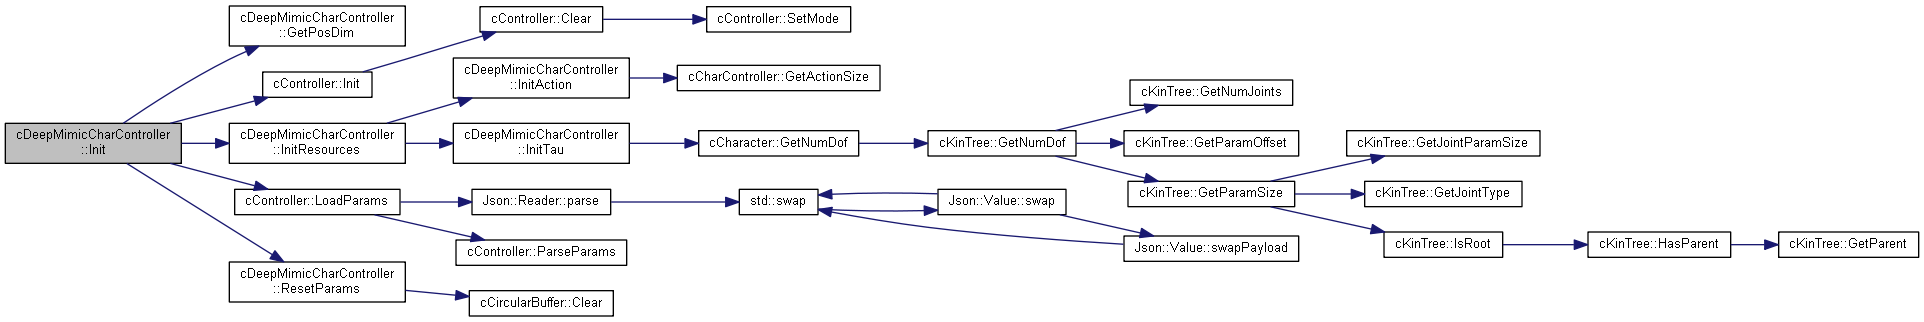 cDeepMimicCharController
::Init
cDeepMimicCharController
::GetPosDim
cController::Init
cDeepMimicCharController
::InitResources
cController::LoadParams
cDeepMimicCharController
::ResetParams
cController::Clear
cDeepMimicCharController
::InitAction
cDeepMimicCharController
::InitTau
Json::Reader::parse
cController::ParseParams
cCircularBuffer::Clear
cController::SetMode
cCharController::GetActionSize
cCharacter::GetNumDof
std::swap
cKinTree::GetNumDof
Json::Value::swap
cKinTree::GetNumJoints
cKinTree::GetParamOffset
cKinTree::GetParamSize
Json::Value::swapPayload
cKinTree::GetJointParamSize
cKinTree::GetJointType
cKinTree::IsRoot
cKinTree::HasParent
cKinTree::GetParent